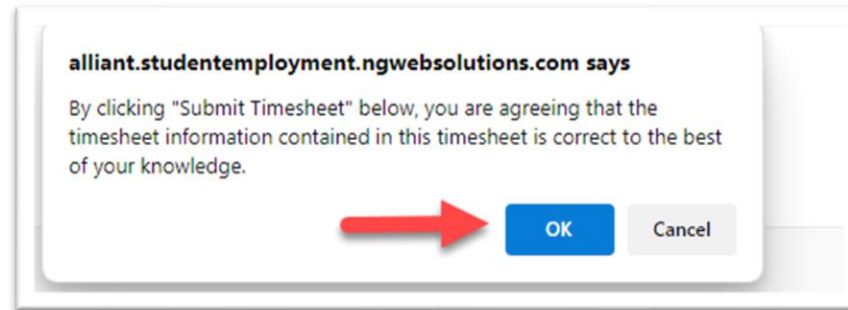 alliant.studentemployment.ngwebsolutions.com says
By clicking "Submit Timesheet" below, you are agreeing that the
timesheet information contained in this timesheet is correct to the best
of your knowledge.
OK Cancel